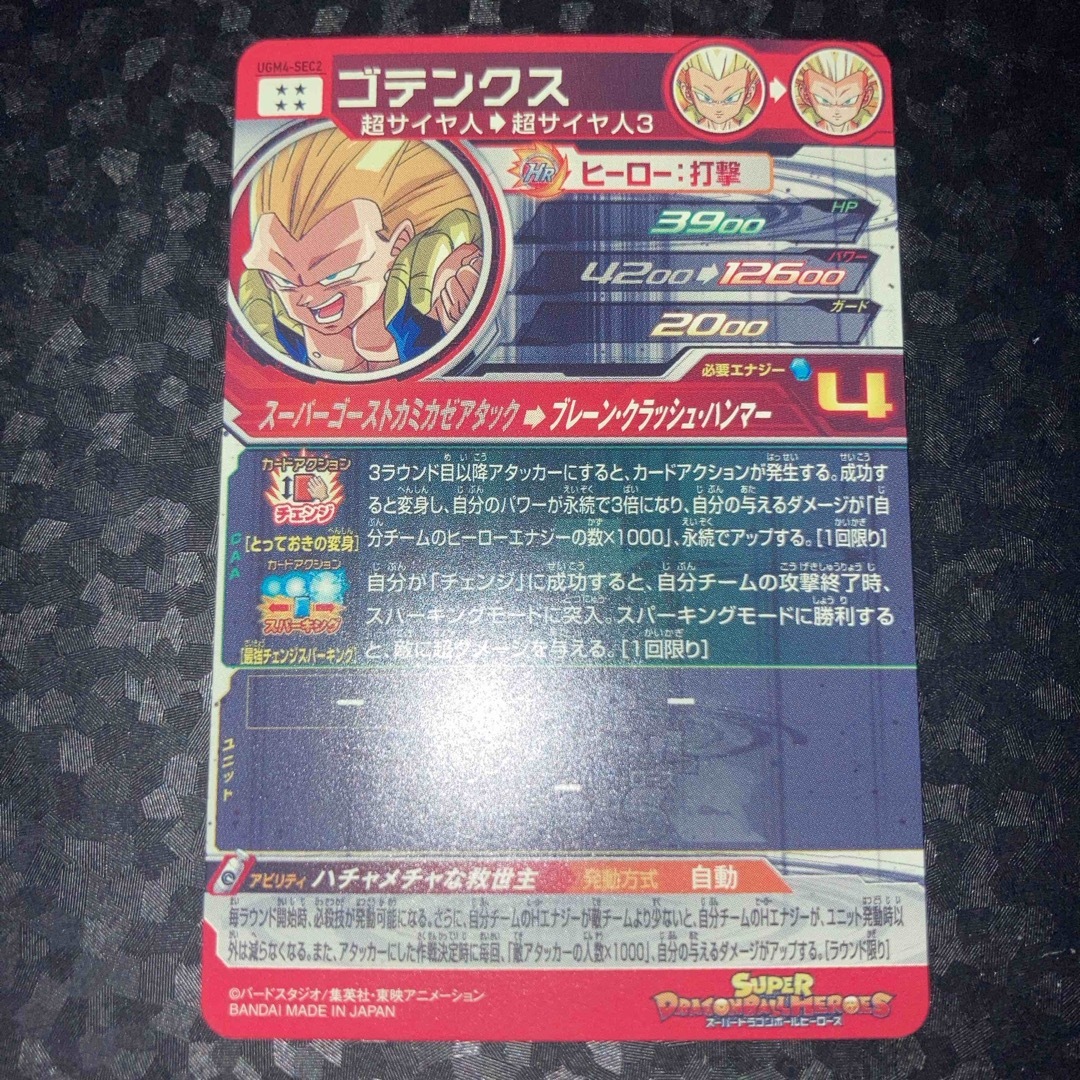 UGM4-SEC2
ゴテンクス
超サイヤ人➡超サイヤ人3
HR ヒーロー:打撃
HP
3900
パワー
4200➡12600
ガード
2000
必要エナジー 4
スーパーゴーストカミカゼアタック➡ブレーン・クラッシュ・ハンマー
CAA
カードアクション
チェンジ
[とっておきの変身]
3ラウンド目以降アタッカーにすると、カードアクションが発生する。成功す
ると変身し、自分のパワーが永続で3倍になり、自分の与えるダメージが「自
分チームのヒーローエナジーの数×1000」、永続でアップする。[1回限り]
カードアクション
スパーキング
[最強チェンジスパーキング]
自分が「チェンジ」に成功すると、自分チームの攻撃終了時、
スパーキングモードに突入。スパーキングモードに勝利する
と、敵に超ダメージを与える。[1回限り]
ユニット
ー ー
ー
アビリティ ハチャメチャな救世主 発動方式 自動
毎ラウンド開始時、必殺技が発動可能になる。さらに、自分チームのHエナジーが敵チームより少ないと、自分チームのHエナジーが、ユニット発動時以
外は減らなくなる。また、アタッカーにした作戦決定時に毎回、「敵アタッカーの人数×1000」、自分の与えるダメージがアップする。[ラウンド限り]
©バードスタジオ/集英社・東映アニメーション
BANDAI MADE IN JAPAN
SUPER
DRAGONBALL HEROES
スーパードラゴンボールヒーローズ